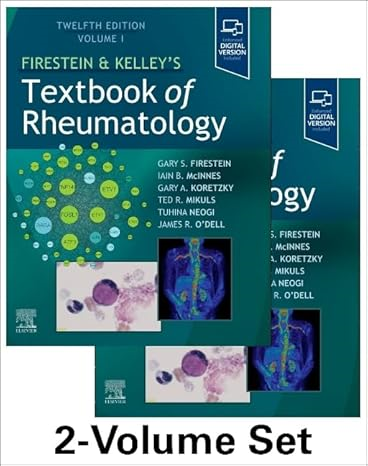 TWELFTH EDITION
VOLUME I
Enhanced
DIGITAL
VERSION
Included
FIRESTEIN & KELLEY'S
Textbook of
Rheumatology
GARY S. FIRESTEIN
IAIN B. McINNES
GARY A. KORETZKY
TED R. MIKULS
TUHINA NEOGI
JAMES R. O'DELL
ETV7
ATF2
ELSEVIER
Enhanced
DIGITAL
VERSION
Included
of
ology
S. FIRESTEIN
McINNES
A. KORETZKY
MIKULS
A NEOGI
R. O'DELL
ELSEVIER
2-Volume Set